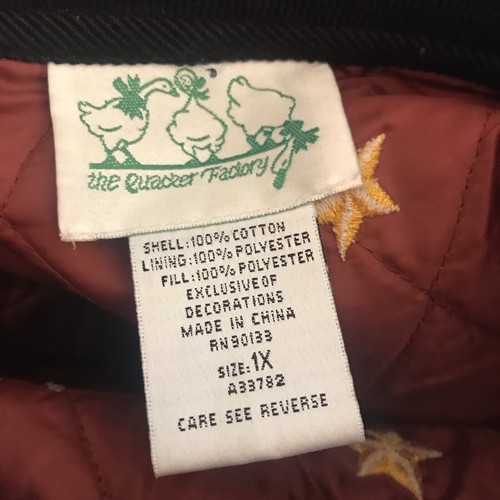 the Quacker Factory
SHELL: 100% COTTON
LINING: 100% POLYESTER
FILL: 100% POLYESTER
EXCLUSIVE OF
DECORATIONS
MADE IN CHINA
RN90133
SIZE: 1X
A33782
CARE SEE REVERSE